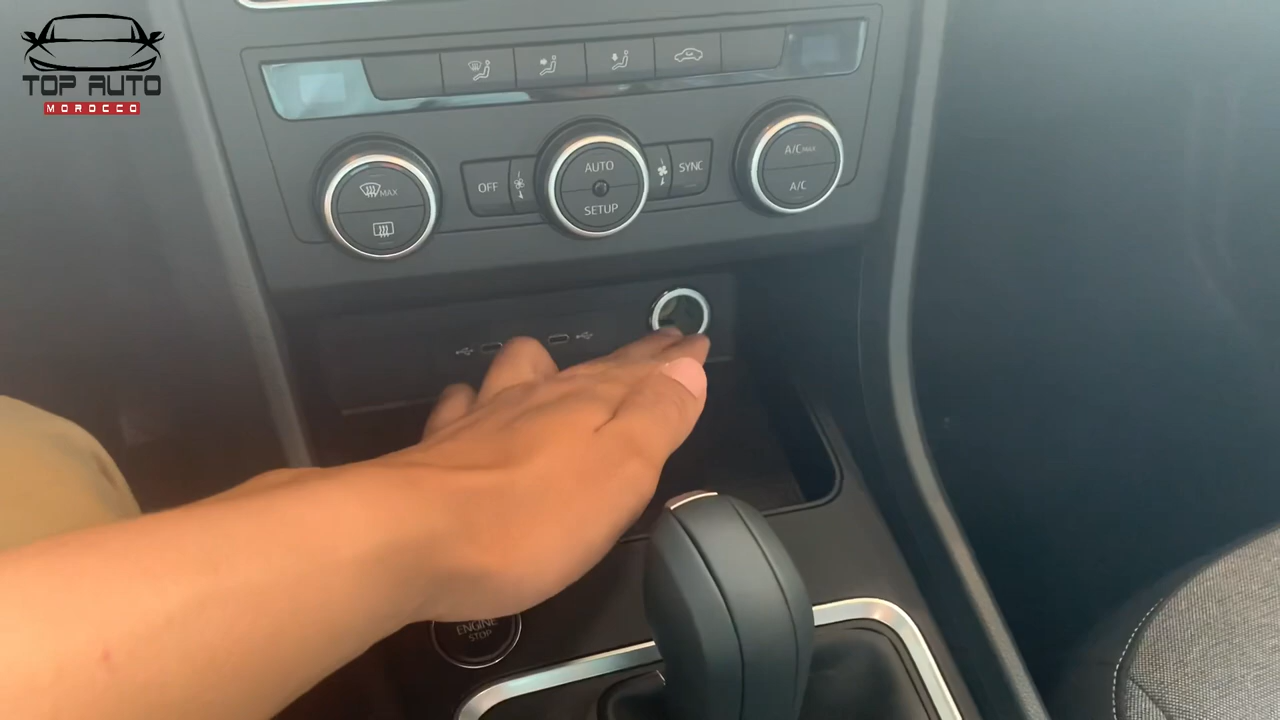 TOP AUTO
MOROCCO
MAX
OFF
AUTO
SETUP
SYNC
A/C MAX
A/C
ENGINE
STOP